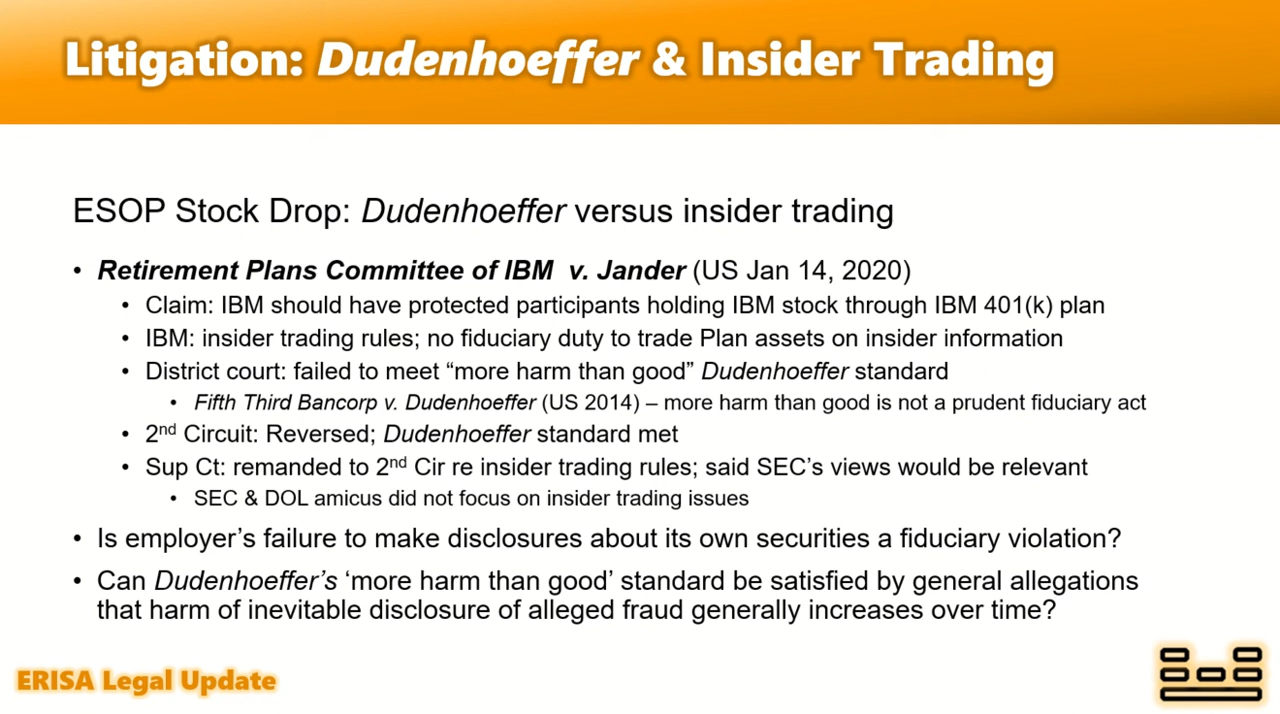 Litigation: Dudenhoeffer & Insider Trading
ESOP Stock Drop: Dudenhoeffer versus insider trading
• Retirement Plans Committee of IBM v. Jander (US Jan 14, 2020)
• Claim: IBM should have protected participants holding IBM stock through IBM 401(k) plan
• IBM: insider trading rules; no fiduciary duty to trade Plan assets on insider information
• District court: failed to meet “more harm than good” Dudenhoeffer standard
• Fifth Third Bancorp v. Dudenhoeffer (US 2014) – more harm than good is not a prudent fiduciary act
• 2nd Circuit: Reversed; Dudenhoeffer standard met
• Sup Ct: remanded to 2nd Cir re insider trading rules; said SEC’s views would be relevant
• SEC & DOL amicus did not focus on insider trading issues
• Is employer’s failure to make disclosures about its own securities a fiduciary violation?
• Can Dudenhoeffer’s ‘more harm than good’ standard be satisfied by general allegations
that harm of inevitable disclosure of alleged fraud generally increases over time?
ERISA Legal Update